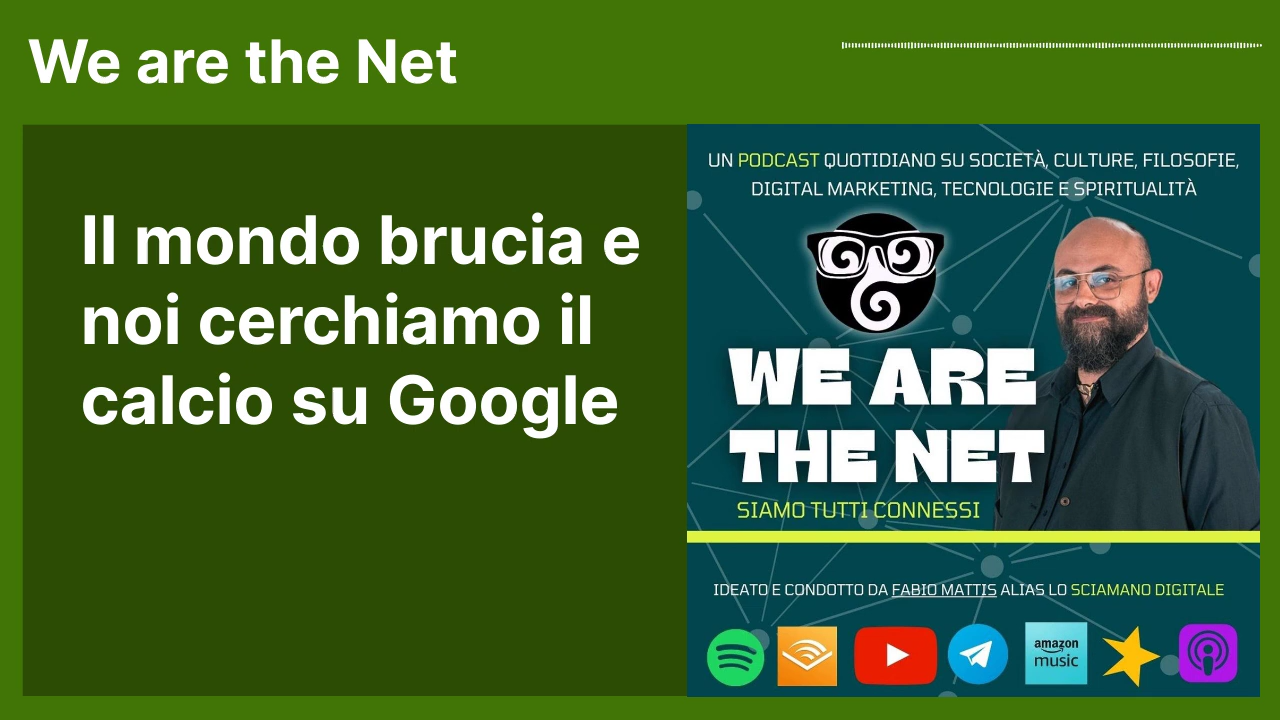 We are the Net
Il mondo brucia e
noi cerchiamo il
calcio su Google
UN PODCAST QUOTIDIANO SU SOCIETÀ, CULTURE, FILOSOFIE,
DIGITAL MARKETING, TECNOLOGIE E SPIRITUALITÀ
WE ARE
THE NET
SIAMO TUTTI CONNESSI
IDEATO E CONDOTTO DA FABIO MATTIS ALIAS LO SCIAMANO DIGITALE
amazon
music